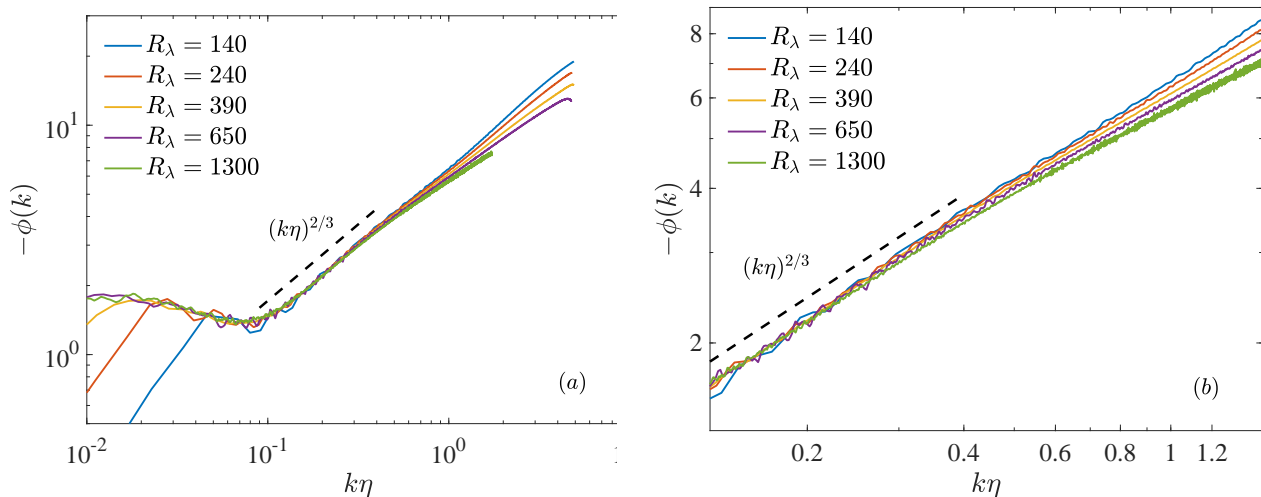 10^1
10^0
−ϕ(k)
R_λ = 140
R_λ = 240
R_λ = 390
R_λ = 650
R_λ = 1300
(kη)^{2/3}
(a)
10^{-2}
10^{-1}
10^0
kη
8
6
4
2
−ϕ(k)
R_λ = 140
R_λ = 240
R_λ = 390
R_λ = 650
R_λ = 1300
(kη)^{2/3}
(b)
0.2
0.4
0.6
0.8
1
1.2
kη